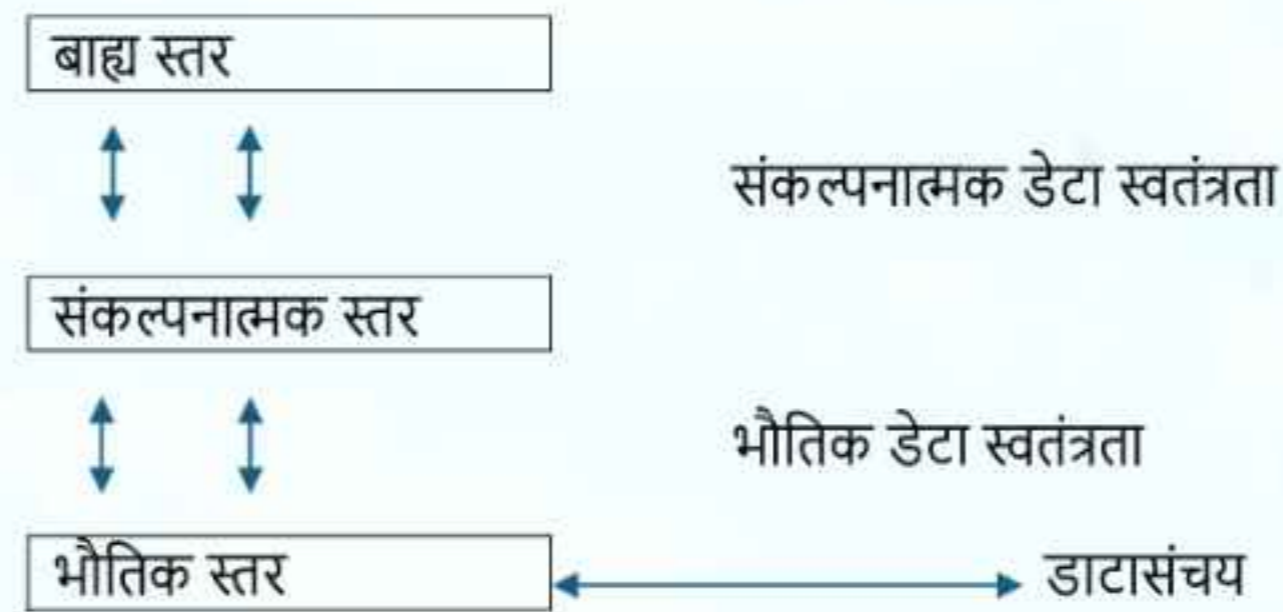 बाह्य स्तर
संकल्पनात्मक डेटा स्वतंत्रता
संकल्पनात्मक स्तर
भौतिक डेटा स्वतंत्रता
भौतिक स्तर
डाटासंचय